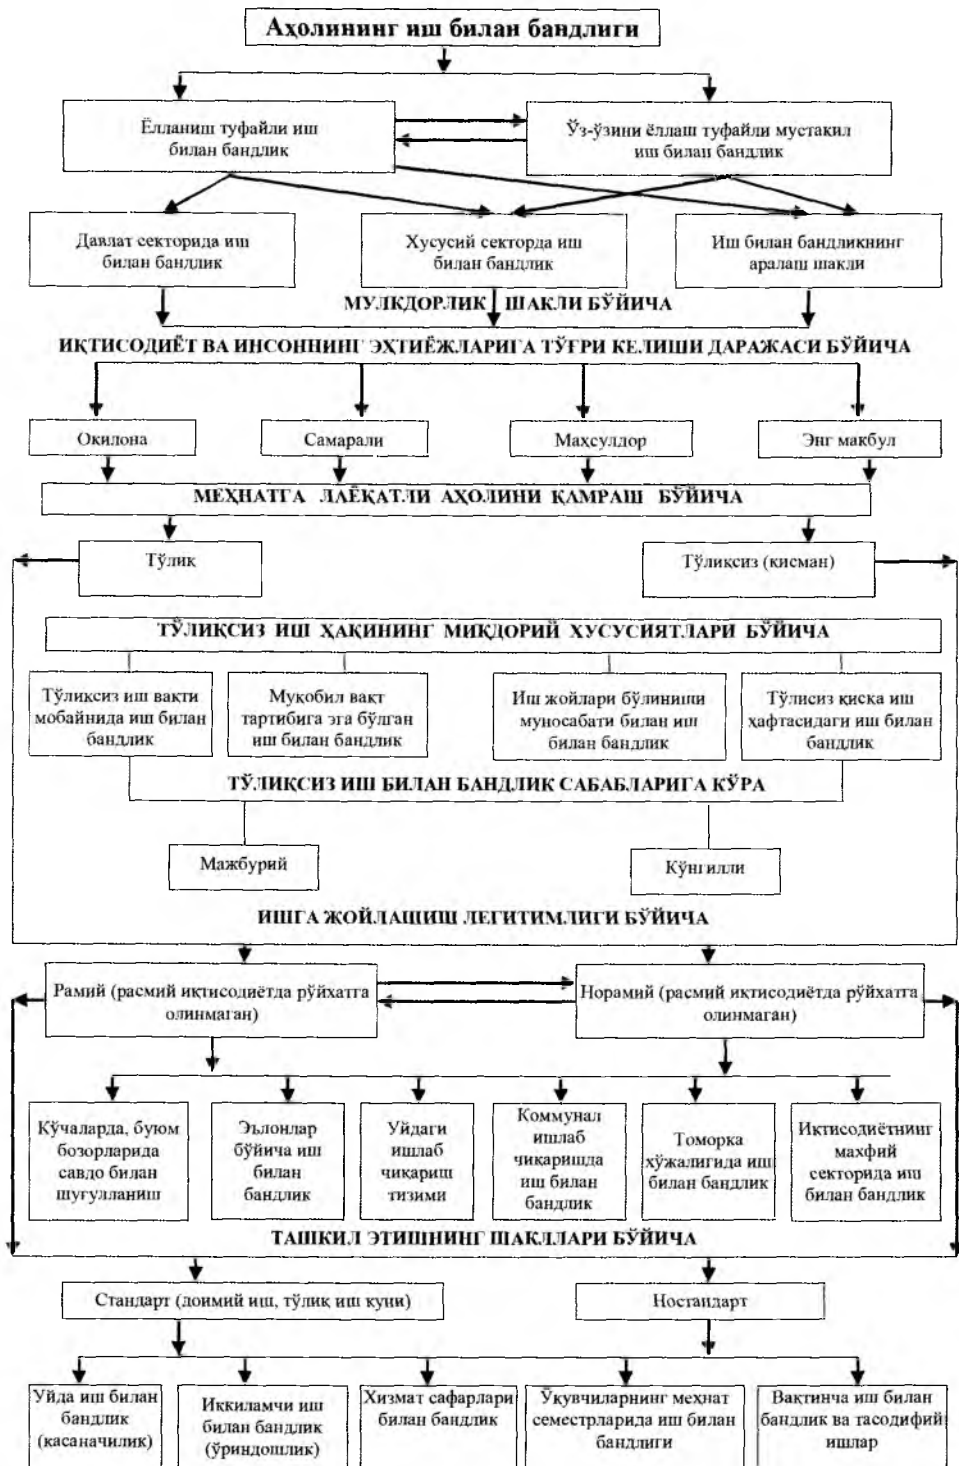 Аҳолининг иш билан бандлиги
Ёлланиш туфайли иш
билан бандлик
Ўз-ўзини ёллаш туфайли мустакил
иш билан бандлик
Давлат секторида иш
билан бандлик
Хусусий секторда иш
билан бандлик
Иш билан бандликнинг
аралаш шакли
МУЛКДОРЛИК ШАКЛИ БЎЙИЧА
ИҚТИСОДИЁТ ВА ИНСОННИНГ ЭҲТИЁЖЛАРИГА ТЎҒРИ КЕЛИШИ ДАРАЖАСИ БЎЙИЧА
Окилона
Самарали
Маҳсулдор
Энг макбул
МЕҲНАТГА ЛАЁҚАТЛИ АҲОЛИНИ ҚАМРАШ БЎЙИЧА
Тўлиқ
Тўлиқсиз (кисман)
ТЎЛИҚСИЗ ИШ ҲАҚИНИНГ МИҚДОРИЙ ХУСУСИЯТЛАРИ БЎЙИЧА
Тўлиқсиз иш вақти
мобайнида иш билан
бандлик
Муқобил вақт
тартибига эга бўлган
иш билан бандлик
Иш жойлари бўлиниши
муносабати билан иш
билан бандлик
Тўлисиз қиска иш
ҳафтасидаги иш билан
бандлик
ТЎЛИҚСИЗ ИШ БИЛАН БАНДЛИК САБАБЛАРИГА КЎРА
Мажбурий
Кўнгилли
ИШГА ЖОЙЛАШИШ ЛЕГИТИМЛИГИ БЎЙИЧА
Рамий (расмий иқтисодиётда рўйхатга
олинмаган)
Норамий (расмий иқтисодиётда рўйхатга
олинмаган)
Кўчаларда, буюм
бозорларида
савдо билан
шуғулланиш
Эълонлар
бўйича иш
билан
бандлик
Уйдаги
ишлаб
чиқариш
тизими
Коммунал
ишлаб
чиқаришда
иш билан
бандлик
Томорка
хўжалигида иш
билан бандлик
Иқтисодиётнинг
махфий
секторида иш
билан бандлик
ТАШКИЛ ЭТИШНИНГ ШАКЛЛАРИ БЎЙИЧА
Стандарт (доимий иш, тўлиқ иш куни)
Ностандарт
Уйда иш билан
бандлик
(касаначилик)
Иккиламчи иш
билан бандлик
(ўриндошлик)
Хизмат сафарлари
билан бандлик
Ўкувчиларнинг меҳнат
семестрларида иш билан
бандлиги
Вақтинча иш билан
бандлик ва тасодифий
ишлар